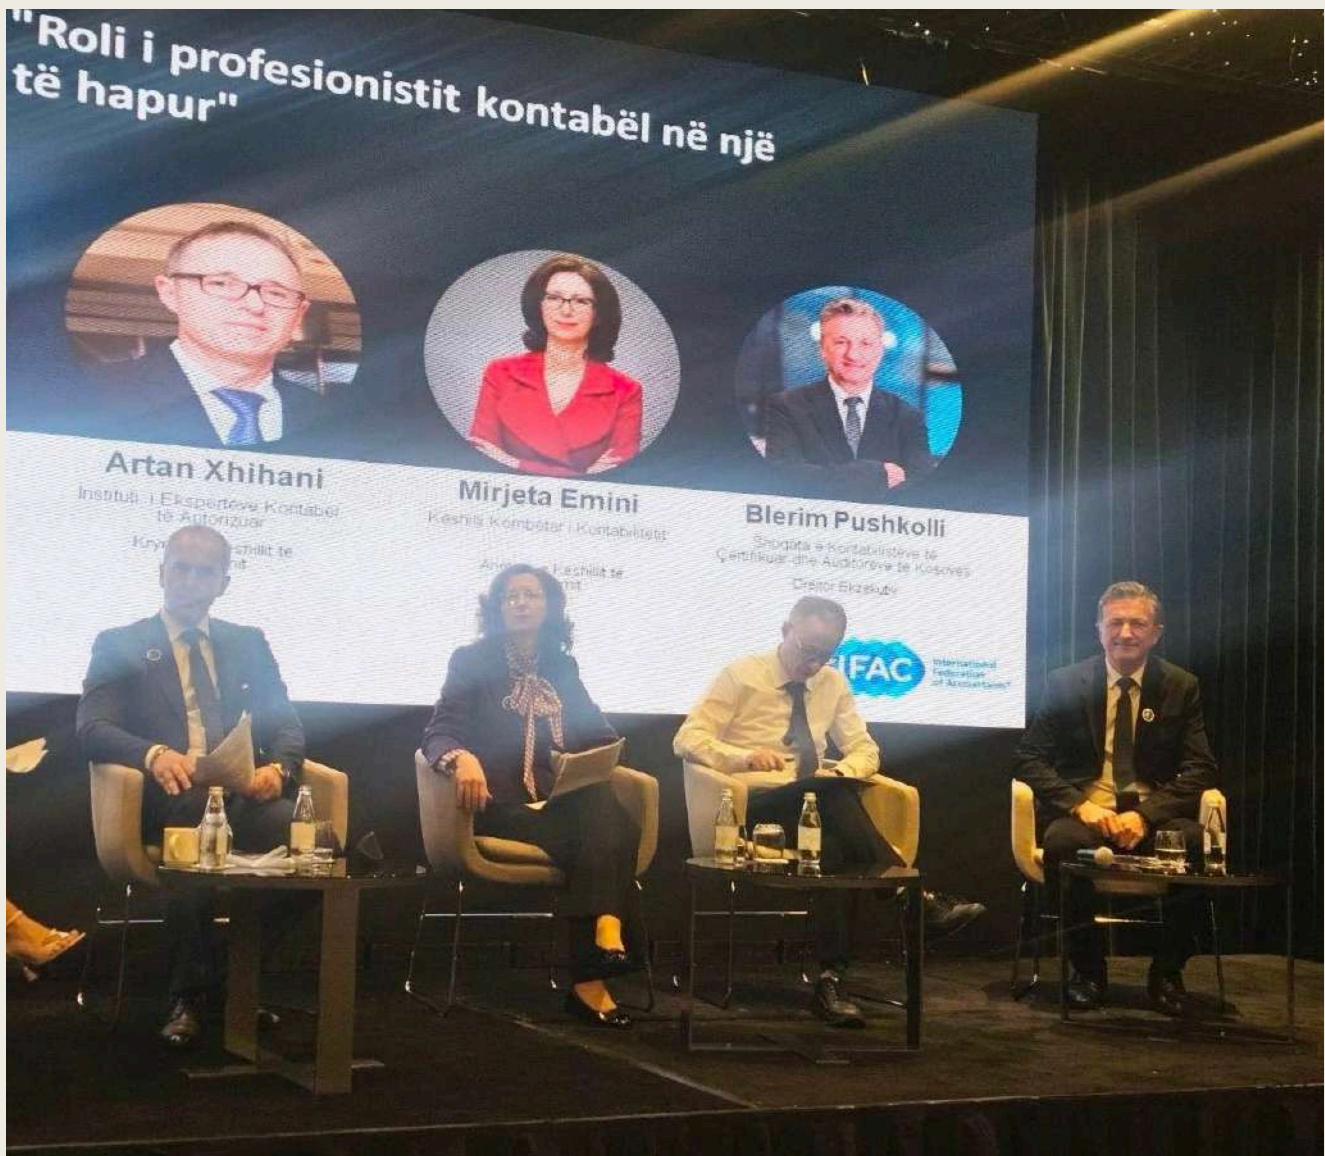 "Roli i profesionistit kontabël në një
të hapur"
Artan Xhihani
Instituti i Ekspertëve Kontabël
të Autorizuar
Mirjeta Emini
Këshilli Kombëtar i Kontabilitetit
Blerim Pushkolli
Shoqata e Kontabilistëve të
Çertifikuar dhe Auditorëve të Kosovës
Drejtor Ekzekutiv
IFAC
International
Federation
of Accountants®